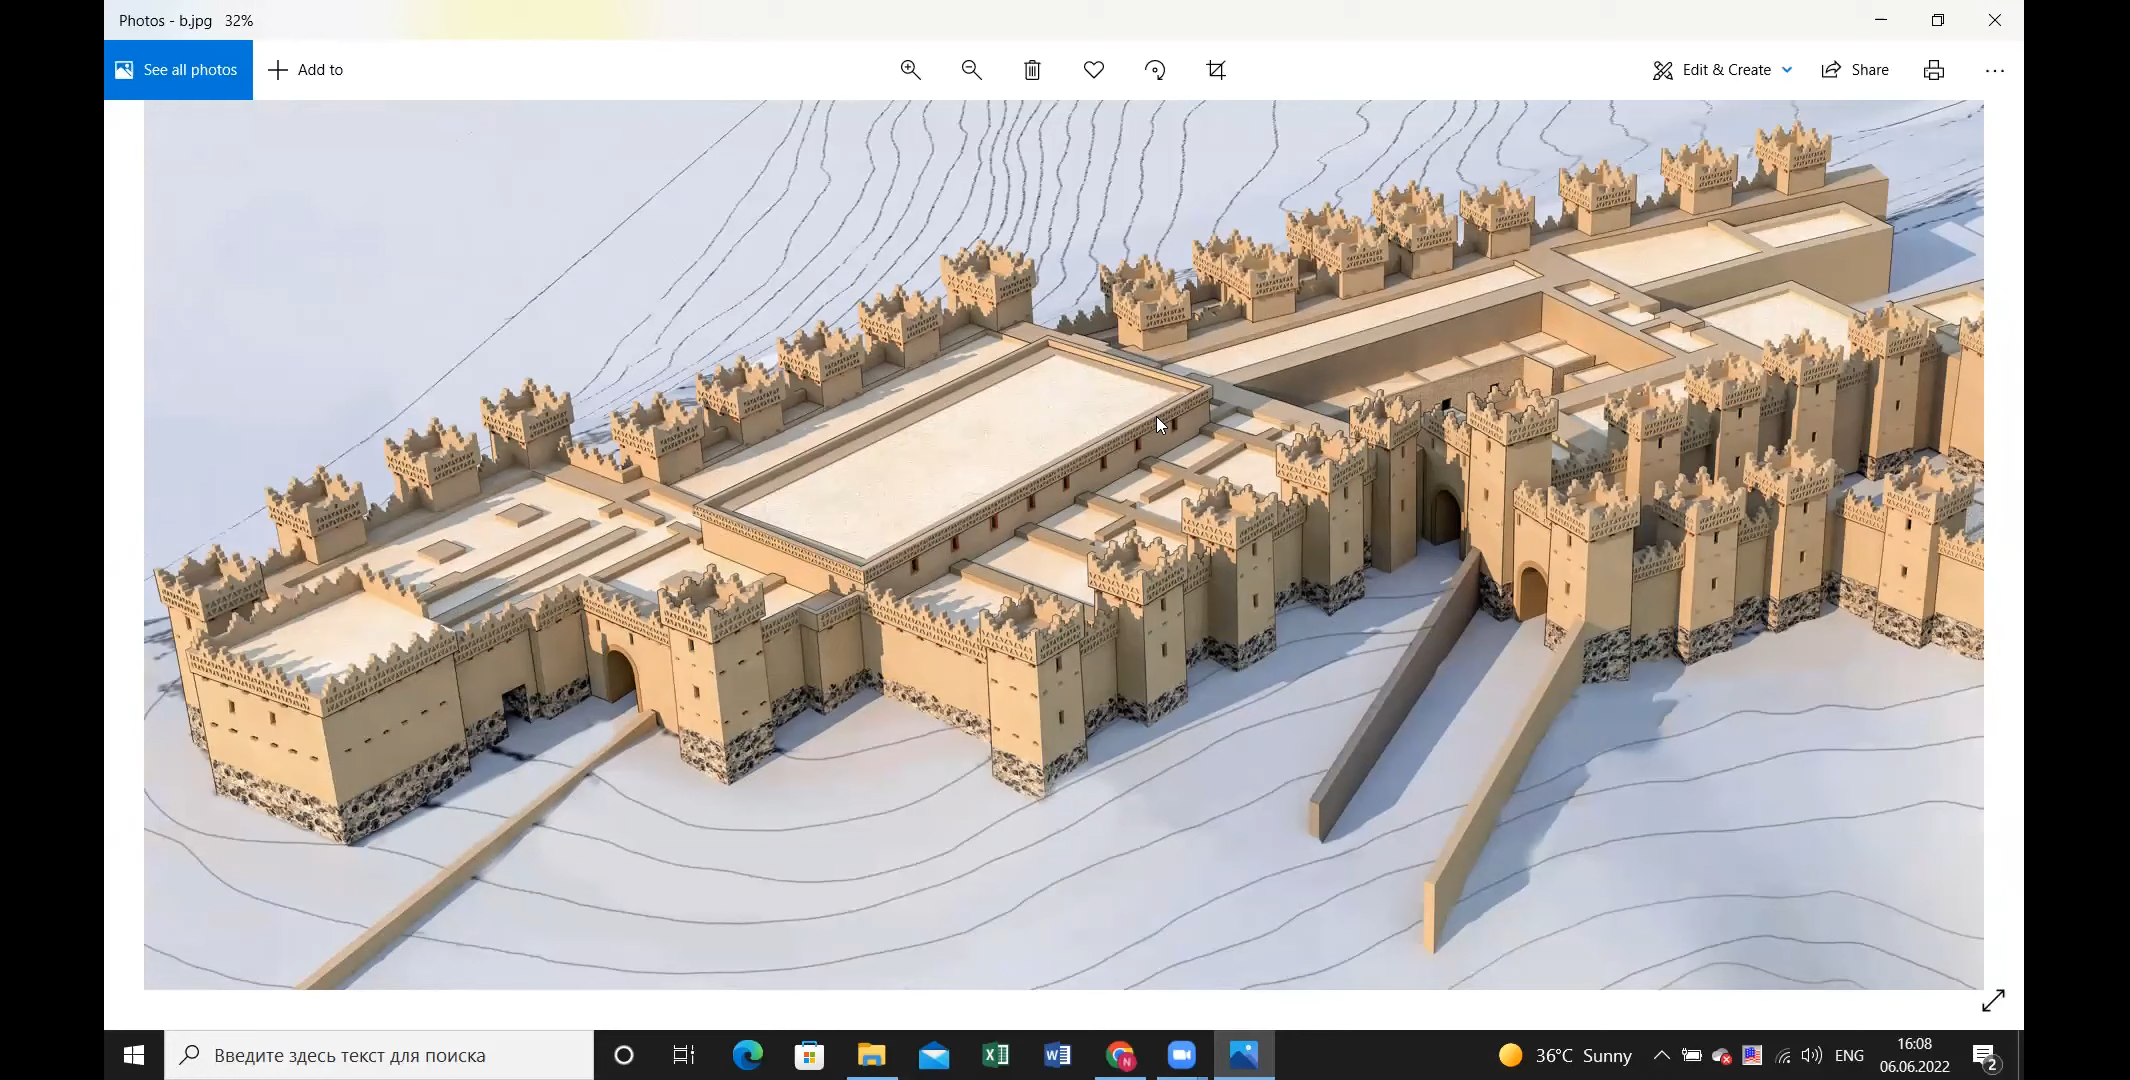 Photos - b.jpg 32%
See all photos
Add to
Edit & Create
Share
Введите здесь текст для поиска
36°C Sunny
ENG
16:08
06.06.2022
2
N